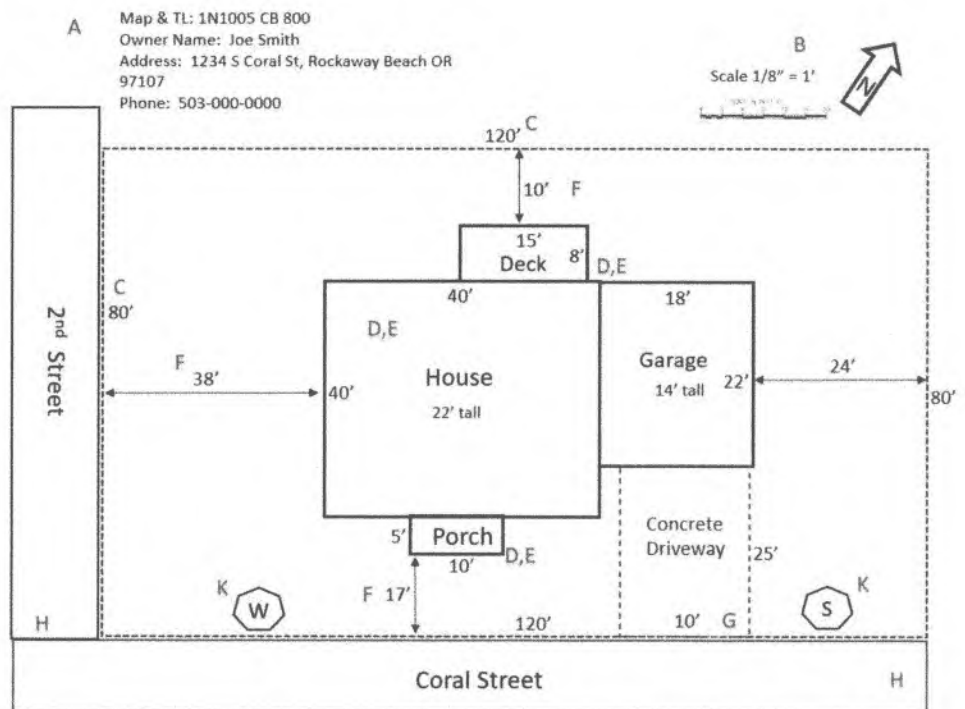 A
Map & TL: 1N1005 CB 800
Owner Name: Joe Smith
Address: 1234 S Coral St, Rockaway Beach OR
97107
Phone: 503-000-0000
B
Scale 1/8" = 1'
N
120' C
10' F
15'
Deck 8'
D,E
C
80'
2nd Street
40'
18'
D,E
F
38'
House
22' tall
40'
Garage
14' tall
22'
24'
80'
5' Porch
10' D,E
Concrete
Driveway
25'
F 17'
K
W
K
S
H
120'
10' G
Coral Street
H